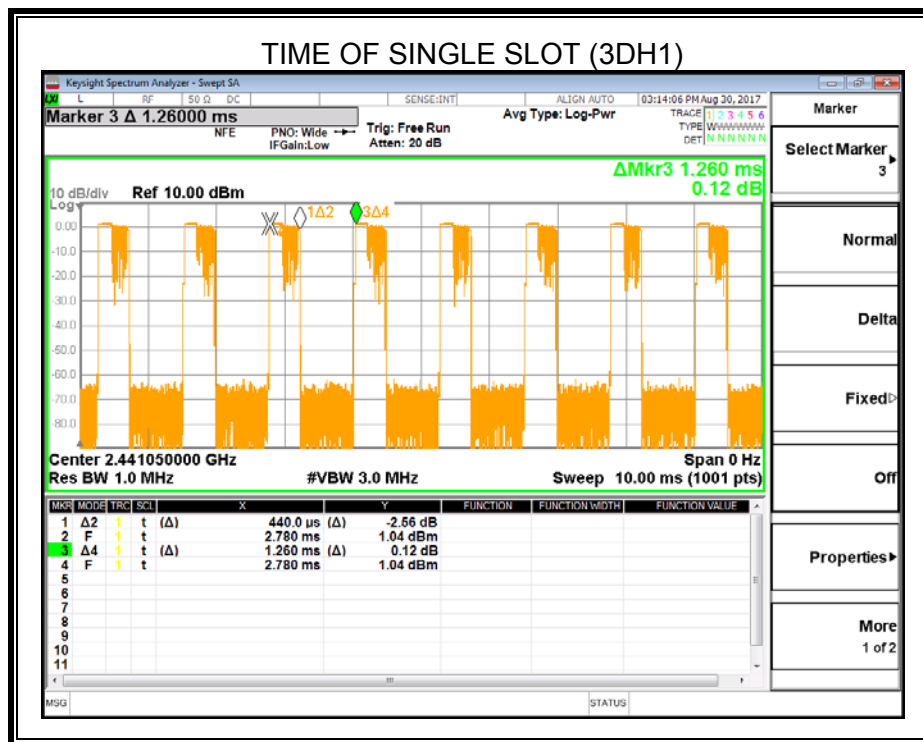 TIME OF SINGLE SLOT (3DH1)
Keysight Spectrum Analyzer - Swept SA
LXI L RF 50 Ω DC SENSE:INT ALIGN AUTO 03:14:06 PM Aug 30, 2017
Marker 3 Δ 1.26000 ms
NFE PNO: Wide Trig: Free Run Avg Type: Log-Pwr TRACE 1 2 3 4 5 6
IFGain:Low Atten: 20 dB TYPE WWWWWW
DET N N N N N N
ΔMkr3 1.260 ms
0.12 dB
10 dB/div Ref 10.00 dBm
Log
1Δ2 3Δ4
0.00
-10.0
-20.0
-30.0
-40.0
-50.0
-60.0
-70.0
-80.0
Center 2.441050000 GHz Span 0 Hz
Res BW 1.0 MHz #VBW 3.0 MHz Sweep 10.00 ms (1001 pts)
MKR MODE TRC SCL X Y FUNCTION FUNCTION WIDTH FUNCTION VALUE
1 Δ2 1 t (Δ) 440.0 µs (Δ) -2.56 dB
2 F 1 t 2.780 ms 1.04 dBm
3 Δ4 1 t (Δ) 1.260 ms (Δ) 0.12 dB
4 F 1 t 2.780 ms 1.04 dBm
5
6
7
8
9
10
11
MSG STATUS
Marker
Select Marker
3
Normal
Delta
Fixed
Off
Properties
More
1 of 2